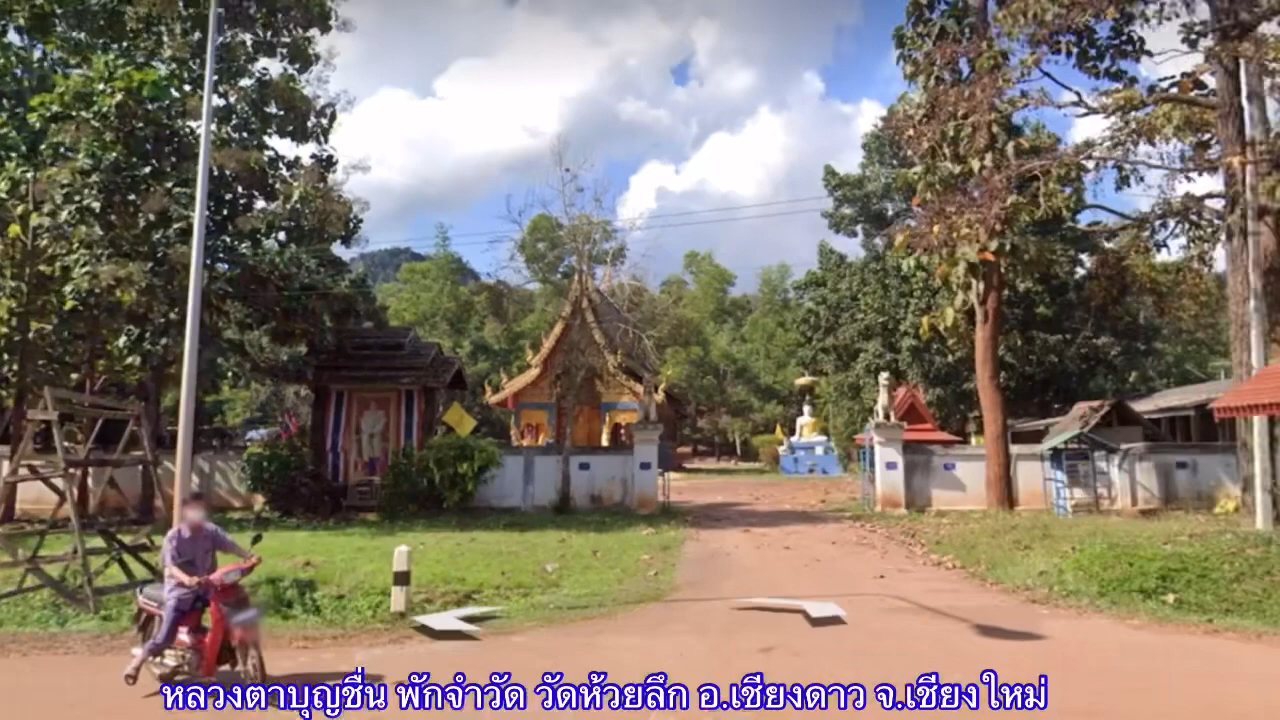 หลวงตาบุญชื่น พักจำวัด วัดห้วยลึก อ.เชียงดาว จ.เชียงใหม่